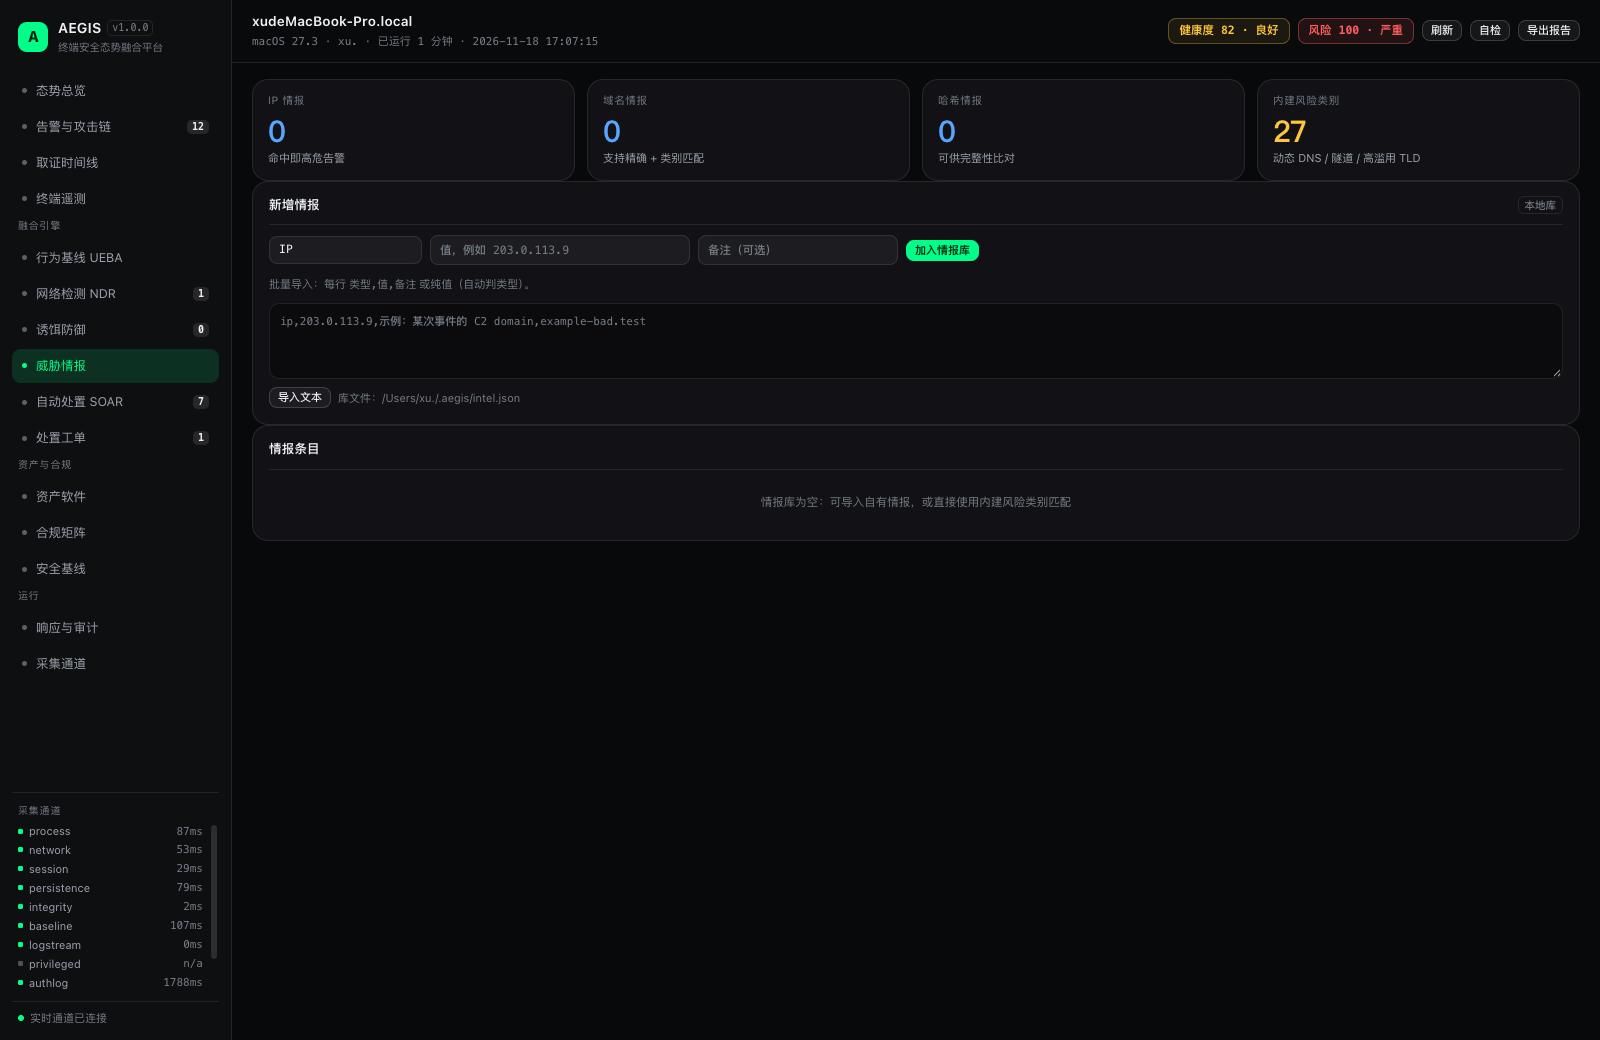 A
AEGIS v1.0.0
终端安全态势融合平台
态势总览
告警与攻击链 12
取证时间线
终端遥测
融合引擎
行为基线 UEBA
网络检测 NDR 1
诱饵防御 0
威胁情报
自动处置 SOAR 7
处置工单 1
资产与合规
资产软件
合规矩阵
安全基线
运行
响应与审计
采集通道
采集通道
process 87ms
network 53ms
session 29ms
persistence 79ms
integrity 2ms
baseline 107ms
logstream 0ms
privileged n/a
authlog 1788ms
实时通道已连接
xudeMacBook-Pro.local
macOS 27.3 · xu. · 已运行 1 分钟 · 2026-11-18 17:07:15
健康度 82 · 良好
风险 100 · 严重
刷新
自检
导出报告
IP 情报
0
命中即高危告警
域名情报
0
支持精确 + 类别匹配
哈希情报
0
可供完整性比对
内建风险类别
27
动态 DNS / 隧道 / 高滥用 TLD
新增情报 本地库
IP
值，例如 203.0.113.9
备注（可选）
加入情报库
批量导入：每行 类型,值,备注 或纯值（自动判类型）。
ip,203.0.113.9,示例：某次事件的 C2 domain,example-bad.test
导入文本 库文件：/Users/xu./.aegis/intel.json
情报条目
情报库为空：可导入自有情报，或直接使用内建风险类别匹配